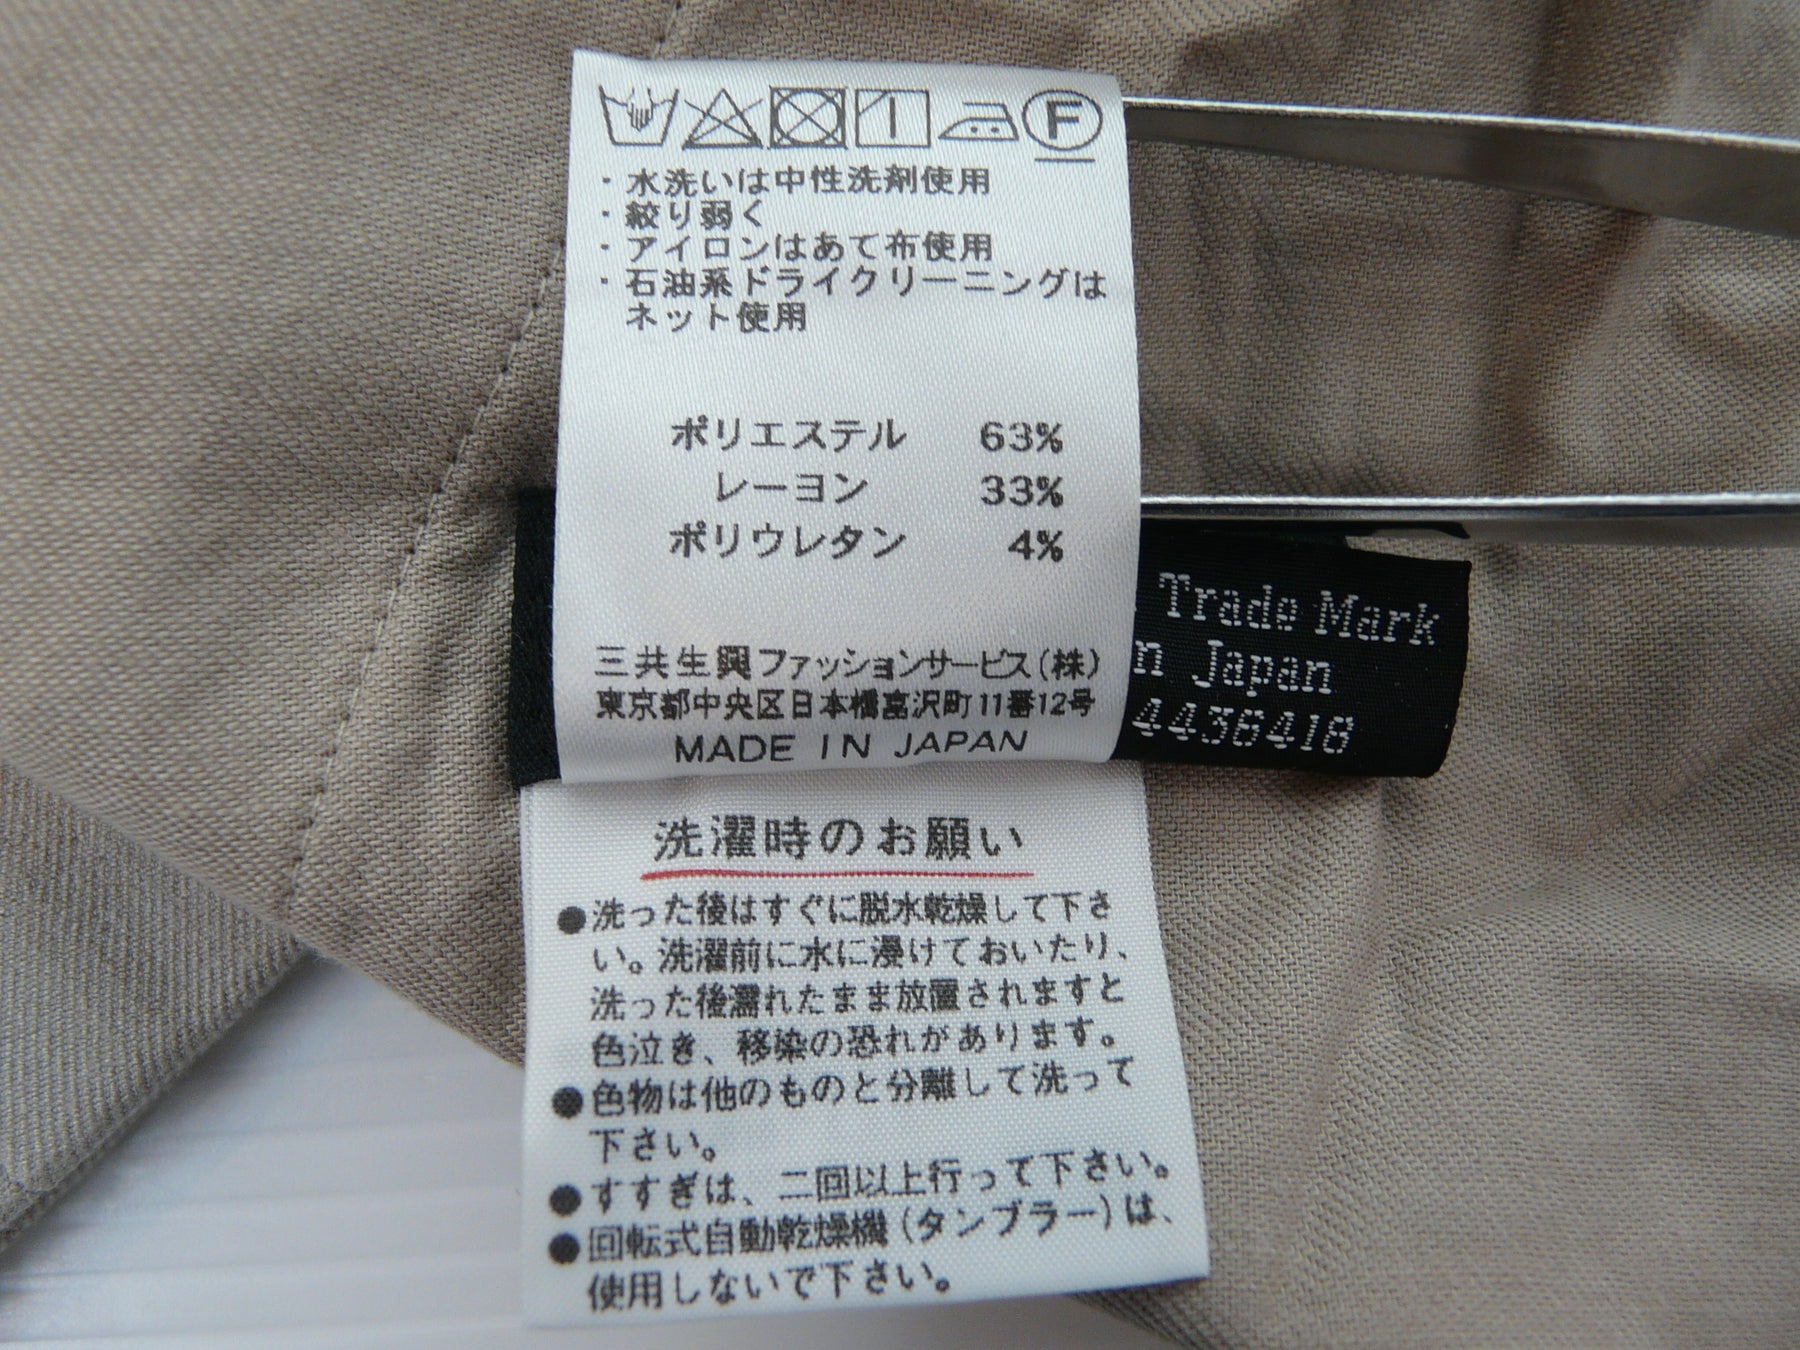 F
・水洗いは中性洗剤使用
・絞り弱く
・アイロンはあて布使用
・石油系ドライクリーニングは
ネット使用
ポリエステル 63%
レーヨン 33%
ポリウレタン 4%
三共生興ファッションサービス(株)
東京都中央区日本橋富沢町11番12号
MADE IN JAPAN
Trade Mark
n Japan
4436418
洗濯時のお願い
●洗った後はすぐに脱水乾燥して下さ
い。洗濯前に水に浸けておいたり、
洗った後濡れたまま放置されますと
色泣き、移染の恐れがあります。
●色物は他のものと分離して洗って
下さい。
●すすぎは、二回以上行って下さい。
●回転式自動乾燥機(タンブラー)は、
使用しないで下さい。